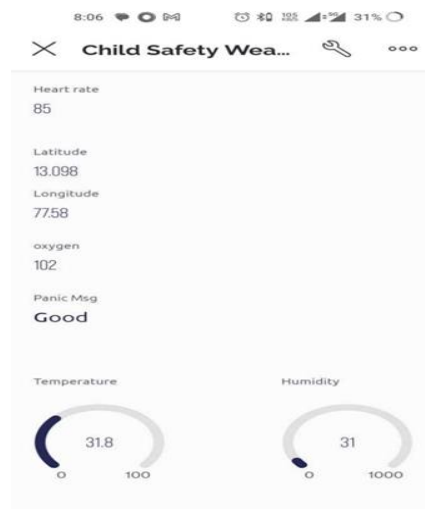 8:06 31%
Child Safety Wea...
Heart rate
85
Latitude
13.098
Longitude
77.58
oxygen
102
Panic Msg
Good
Temperature Humidity
31.8 31
0 100 0 1000